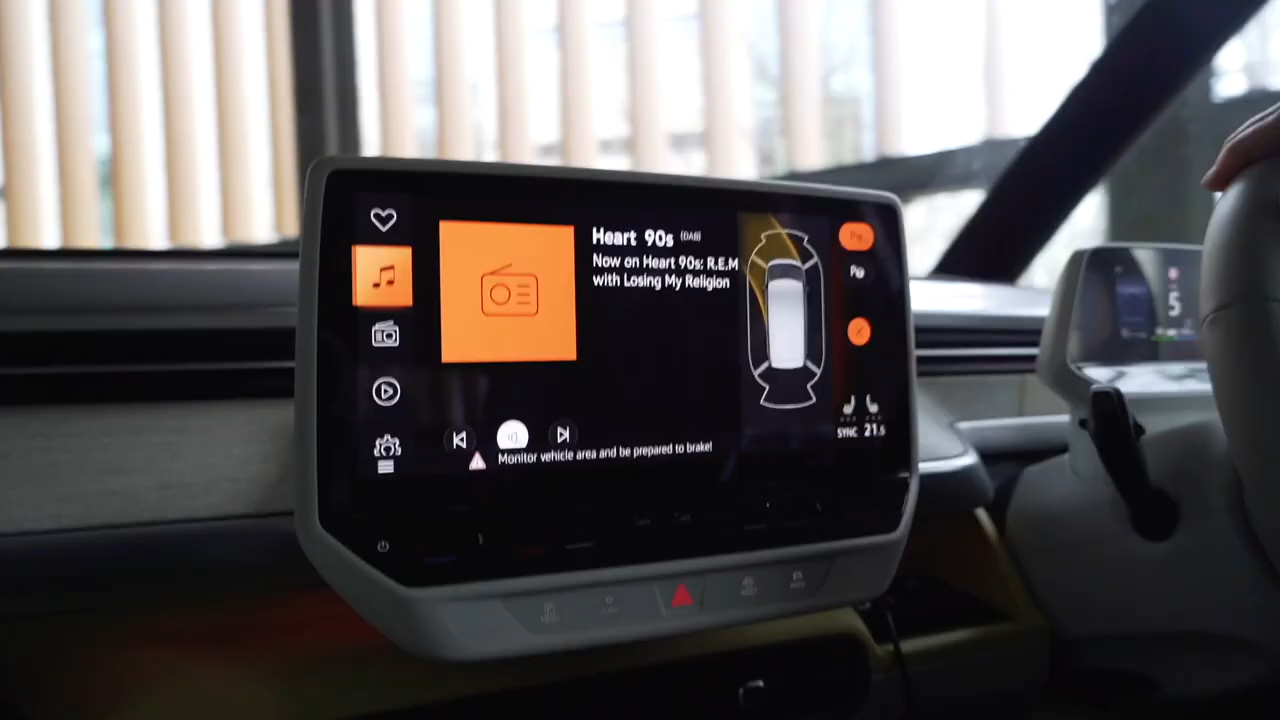 Heart 90s (DAB)
Now on Heart 90s: R.E.M
with Losing My Religion
Monitor vehicle area and be prepared to brake!
SYNC 21.5
5